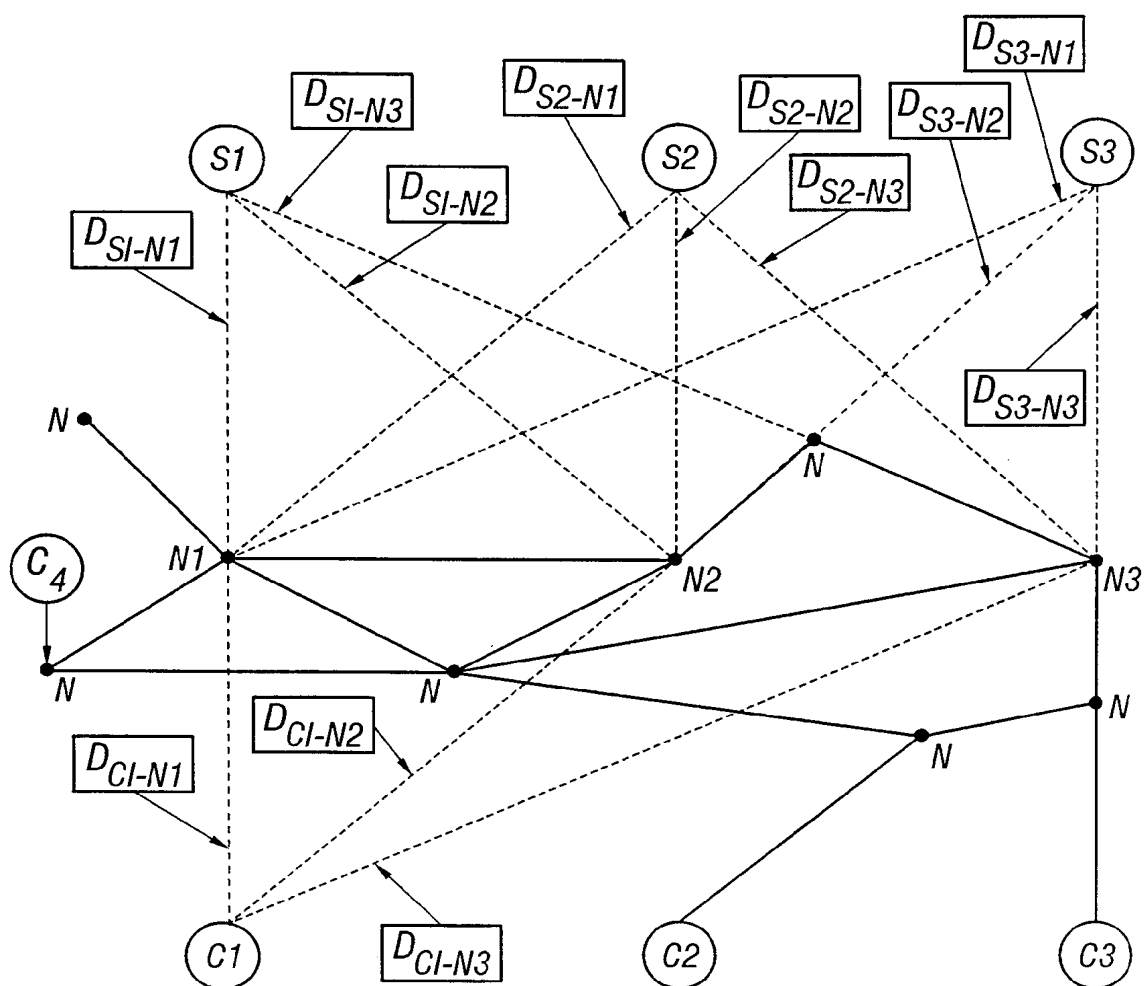 D_S3-N1
D_SI-N3
D_S2-N1
D_S2-N2
D_S3-N2
S1
S2
S3
D_SI-N2
D_S2-N3
D_SI-N1
D_S3-N3
N
N
C_4
N1
N2
N3
N
N
N
N
D_CI-N2
D_CI-N1
C1
D_CI-N3
C2
C3